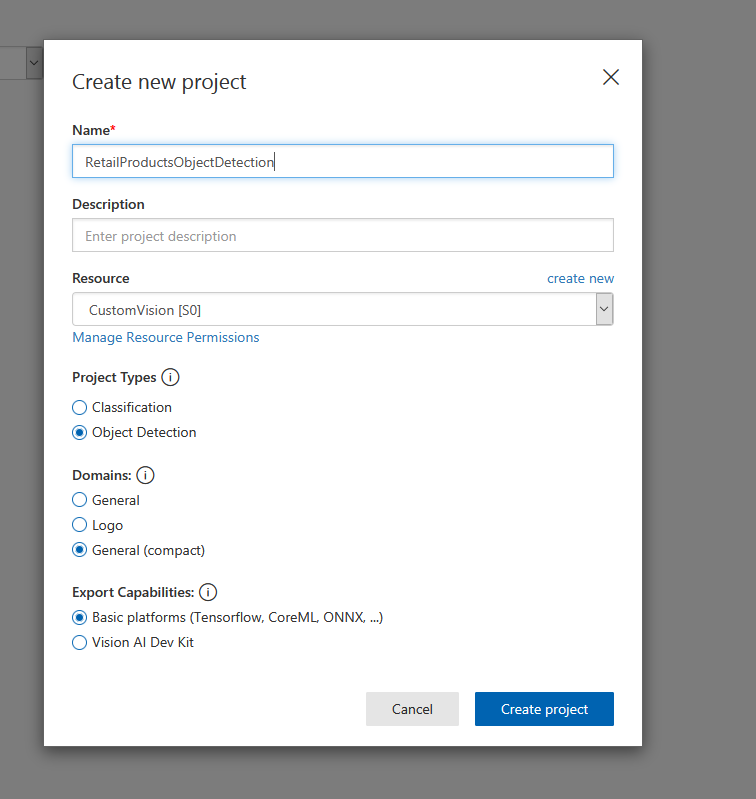 Create new project
Name*
RetailProductsObjectDetection
Description
Enter project description
Resource create new
CustomVision [S0]
Manage Resource Permissions
Project Types i
Classification
Object Detection
Domains: i
General
Logo
General (compact)
Export Capabilities: i
Basic platforms (Tensorflow, CoreML, ONNX, ...)
Vision AI Dev Kit
Cancel Create project